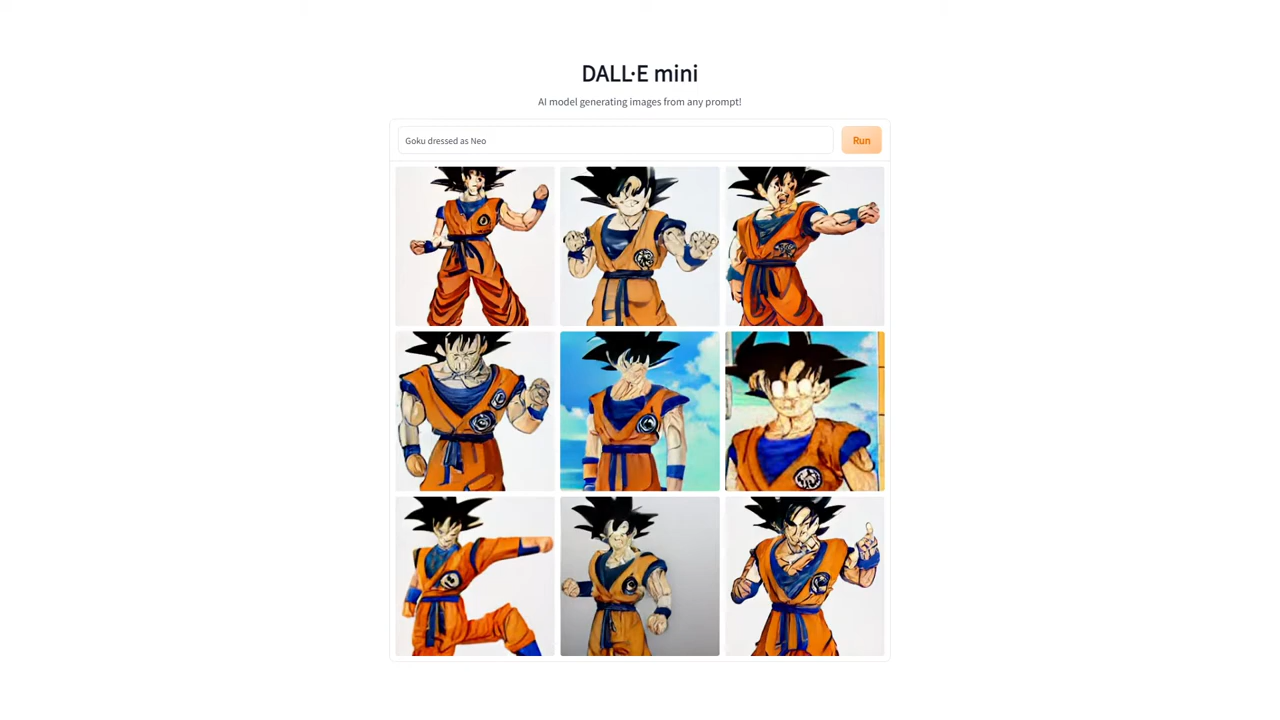 DALL·E mini
AI model generating images from any prompt!
Goku dressed as Neo
Run